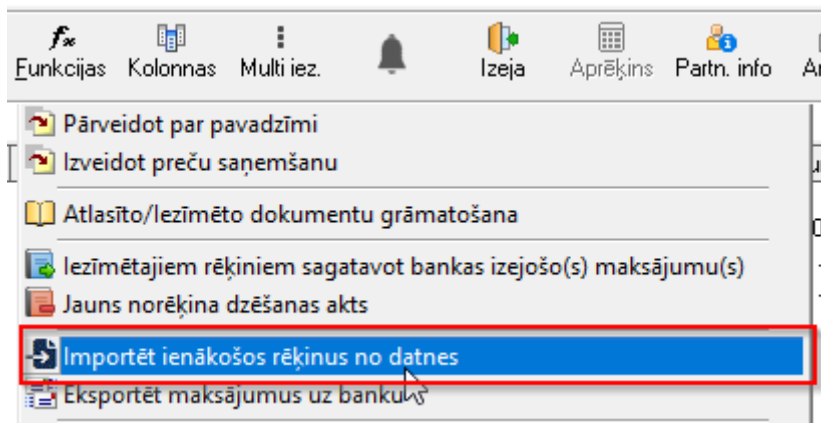 Funkcijas Kolonnas Multi iez. Izeja Aprēķins Partn. info
Pārveidot par pavadzīmi
Izveidot preču saņemšanu
Atlasīto/Iezīmēto dokumentu grāmatošana
Iezīmētajiem rēķiniem sagatavot bankas izejošo(s) maksājumu(s)
Jauns norēķina dzēšanas akts
Importēt ienākošos rēķinus no datnes
Eksportēt maksājumus uz banku